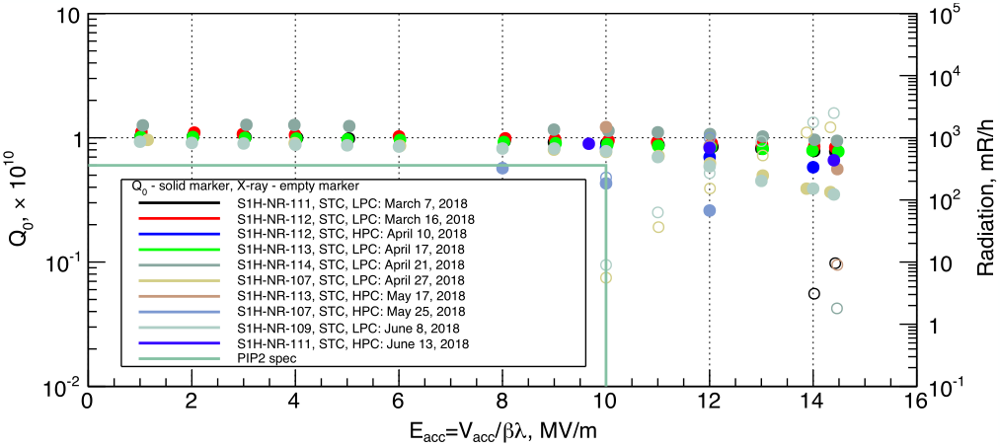 10
1
10-1
10-2
Q0, × 10^10
Q0 - solid marker, X-ray - empty marker
S1H-NR-111, STC, LPC: March 7, 2018
S1H-NR-112, STC, LPC: March 16, 2018
S1H-NR-112, STC, HPC: April 10, 2018
S1H-NR-113, STC, LPC: April 17, 2018
S1H-NR-114, STC, LPC: April 21, 2018
S1H-NR-107, STC, LPC: April 27, 2018
S1H-NR-113, STC, HPC: May 17, 2018
S1H-NR-107, STC, HPC: May 25, 2018
S1H-NR-109, STC, LPC: June 8, 2018
S1H-NR-111, STC, HPC: June 13, 2018
PIP2 spec
10^5
10^4
10^3
10^2
10
1
10-1
Radiation, mR/h
0 2 4 6 8 10 12 14 16
Eacc=Vacc/βλ, MV/m